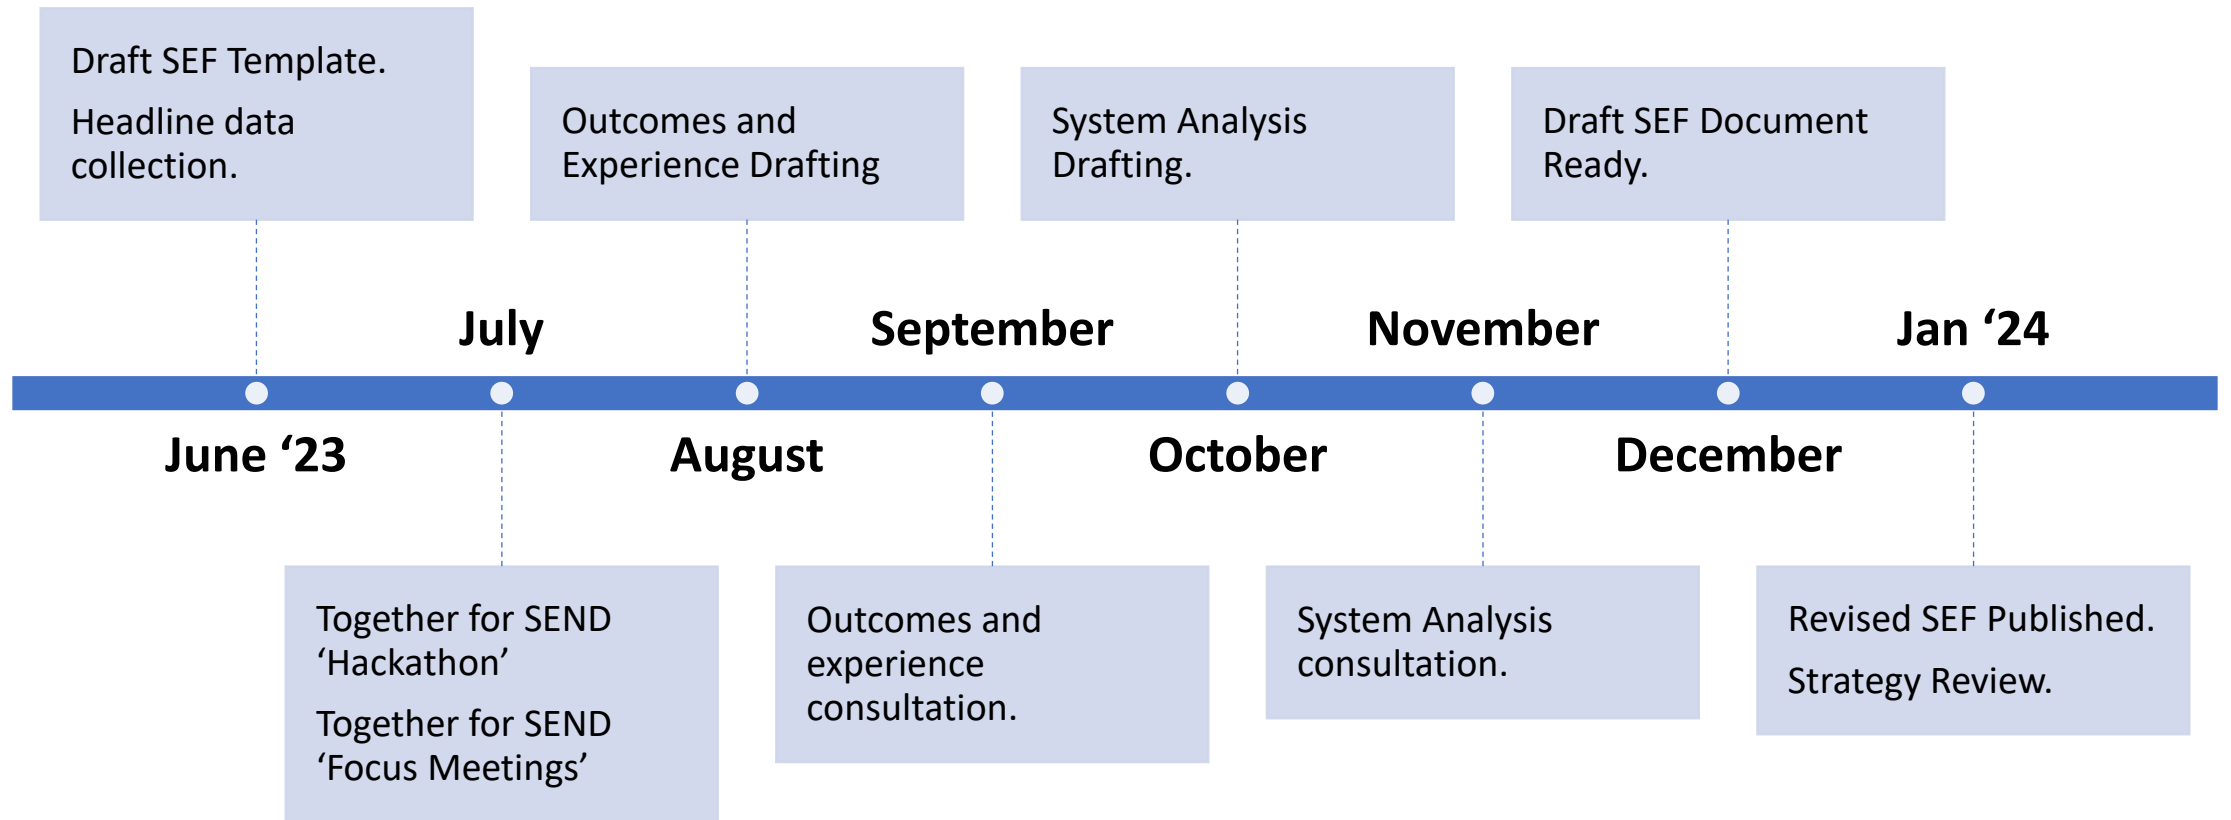 Draft SEF Template.
Headline data
collection.
Outcomes and
Experience Drafting
System Analysis
Drafting.
Draft SEF Document
Ready.
July
September
November
Jan ‘24
June ‘23
August
October
December
Together for SEND
‘Hackathon’
Together for SEND
‘Focus Meetings’
Outcomes and
experience
consultation.
System Analysis
consultation.
Revised SEF Published.
Strategy Review.